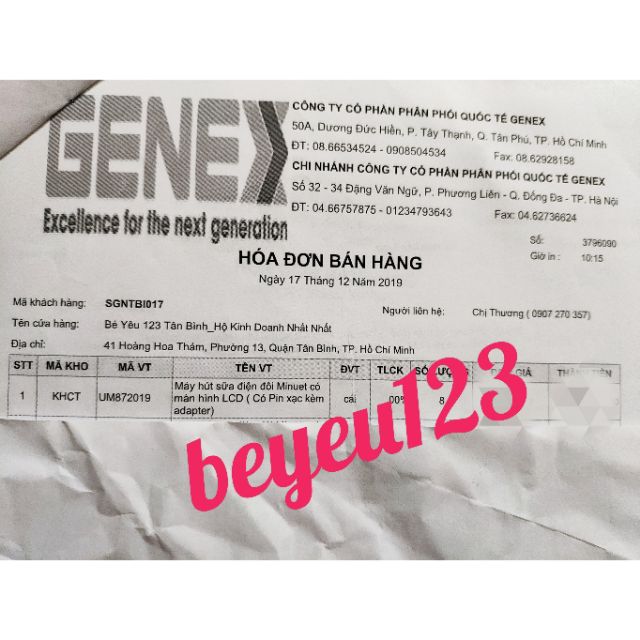 GENEX
Excellence for the next generation
CÔNG TY CỔ PHẦN PHÂN PHỐI QUỐC TẾ GENEX
50A, Dương Đức Hiền, P. Tây Thạnh, Q. Tân Phú, TP. Hồ Chí Minh
ĐT: 08.66534524 - 0908504534 Fax: 08.62928158
CHI NHÁNH CÔNG TY CỔ PHẦN PHÂN PHỐI QUỐC TẾ GENEX
Số 32 - 34 Đặng Văn Ngữ, P. Phương Liên - Q. Đống Đa - TP. Hà Nội
ĐT: 04.66757875 - 01234793643 Fax: 04.62736624
Số: 3796090
HÓA ĐƠN BÁN HÀNG
Giờ in : 10:15
Ngày 17 Tháng 12 Năm 2019
Mã khách hàng: SGNTBI017 Người liên hệ: Chị Thương ( 0907 270 357)
Tên cửa hàng: Bé Yêu 123 Tân Bình_Hộ Kinh Doanh Nhất Nhất
Địa chỉ: 41 Hoàng Hoa Thám, Phường 13, Quận Tân Bình, TP. Hồ Chí Minh
STT MÃ KHO MÃ VT TÊN VT ĐVT TLCK SỐ LƯỢNG ĐƠN GIÁ THÀNH TIỀN
1 KHCT UM872019 Máy hút sữa điện đôi Minuet có màn hình LCD ( Có Pin xạc kèm adapter) cái 00% 8
beyeu123